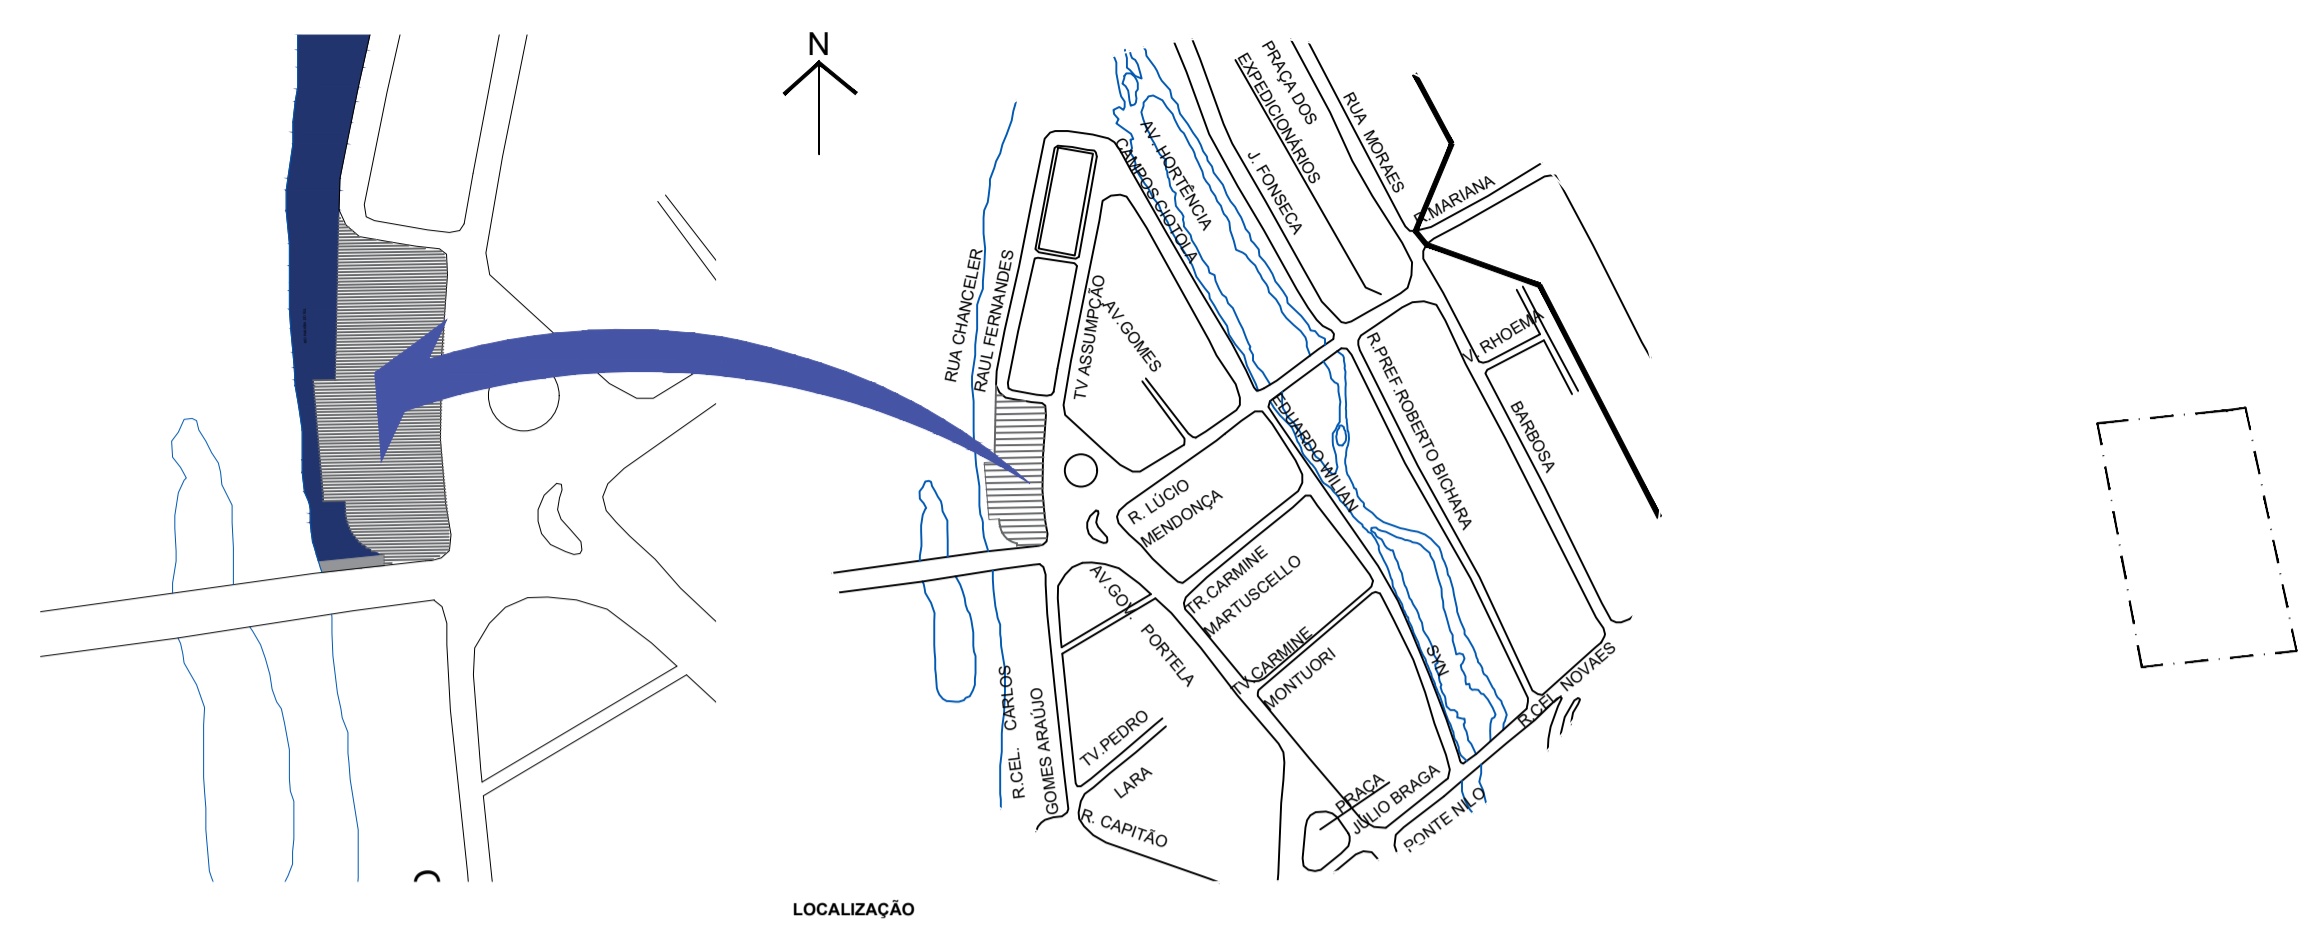 N
PRAÇA DOS
EXPEDICIONÁRIOS
RUA MORAES
AV. HORTÊNCIA
CAMPOS CIOTOLA
J. FONSECA
R.MARIANA
RUA CHANCELER
RAUL FERNANDES
TV ASSUMPÇÃO
AV.GOMES
R.PREF.ROBERTO BICHARA
V. RHOEMA
BARBOSA
EDUARDO WILIAN
R. LÚCIO
MENDONÇA
TR.CARMINE
MARTUSCELLO
AV.GOV.
PORTELA
TV.CARMINE
MONTUORI
SYN
R.CEL. NOVAES
R.CEL. CARLOS
GOMES ARAÚJO
TV.PEDRO
LARA
R. CAPITÃO
PRAÇA
JÚLIO BRAGA
PONTE NILO
LOCALIZAÇÃO